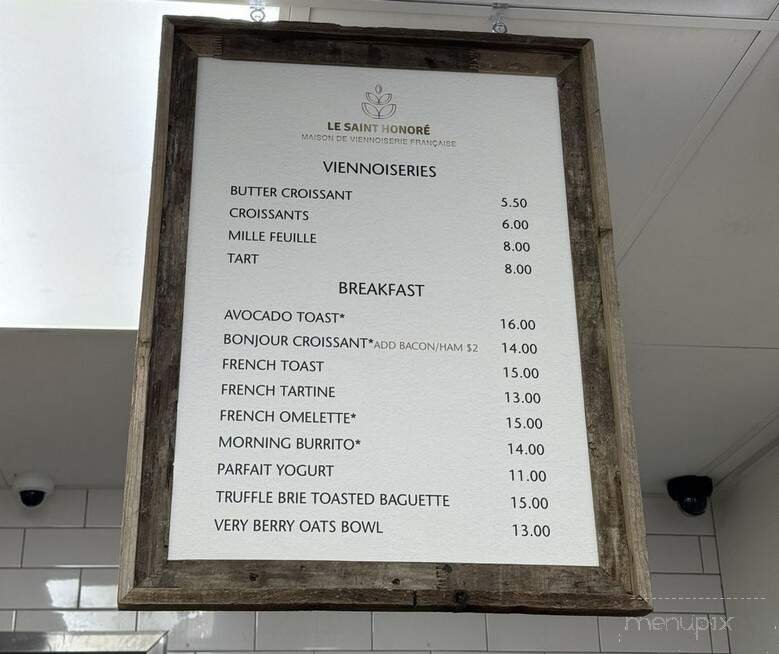 LE SAINT HONORÉ
MAISON DE VIENNOISERIE FRANÇAISE
VIENNOISERIES
BUTTER CROISSANT 5.50
CROISSANTS 6.00
MILLE FEUILLE 8.00
TART 8.00
BREAKFAST
AVOCADO TOAST* 16.00
BONJOUR CROISSANT*ADD BACON/HAM $2 14.00
FRENCH TOAST 15.00
FRENCH TARTINE 13.00
FRENCH OMELETTE* 15.00
MORNING BURRITO* 14.00
PARFAIT YOGURT 11.00
TRUFFLE BRIE TOASTED BAGUETTE 15.00
VERY BERRY OATS BOWL 13.00
menupix